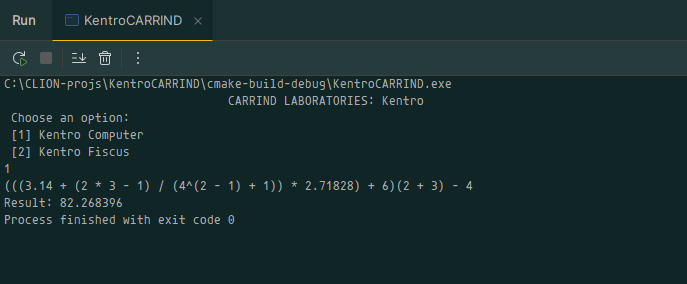 Run KentroCARRIND
C:\CLION-projs\KentroCARRIND\cmake-build-debug\KentroCARRIND.exe
CARRIND LABORATORIES: Kentro
Choose an option:
[1] Kentro Computer
[2] Kentro Fiscus
1
(((3.14 + (2 * 3 - 1) / (4^(2 - 1) + 1)) * 2.71828) + 6)(2 + 3) - 4
Result: 82.268396
Process finished with exit code 0